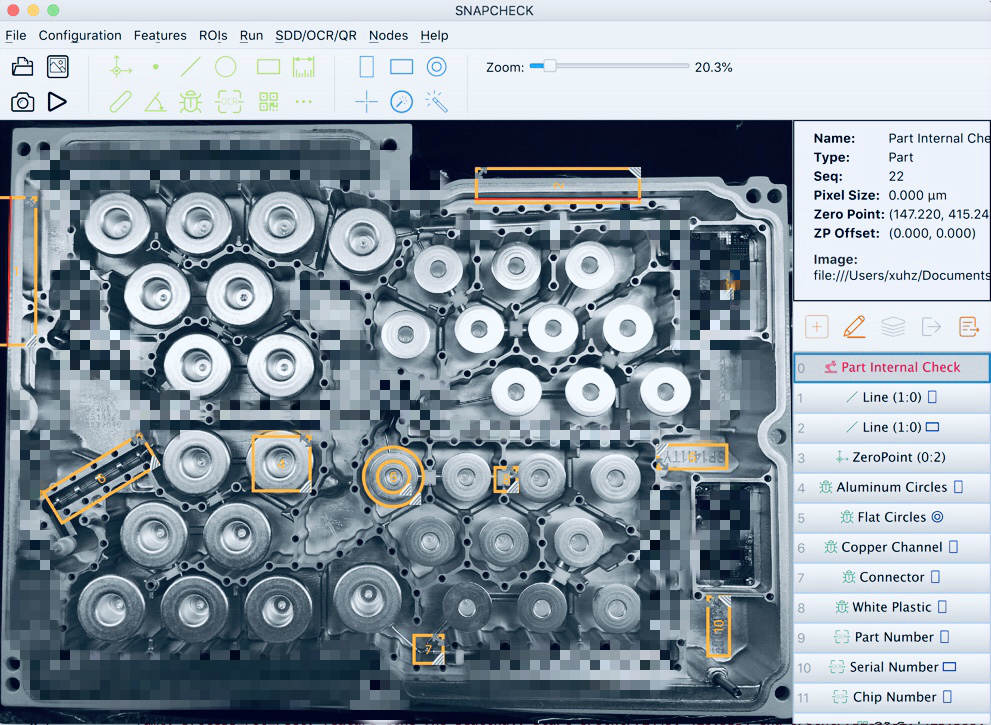 SNAPCHECK
File Configuration Features ROIs Run SDD/OCR/QR Nodes Help
Zoom: 20.3%
OCR
Name: Part Internal Che
Type: Part
Seq: 22
Pixel Size: 0.000 µm
Zero Point: (147.220, 415.24
ZP Offset: (0.000, 0.000)
Image:
file:///Users/xuhz/Documents
0 Part Internal Check
1 Line (1:0)
2 Line (1:0)
3 ZeroPoint (0:2)
4 Aluminum Circles
5 Flat Circles
6 Copper Channel
7 Connector
8 White Plastic
9 Part Number
10 Serial Number
11 Chip Number
7
10